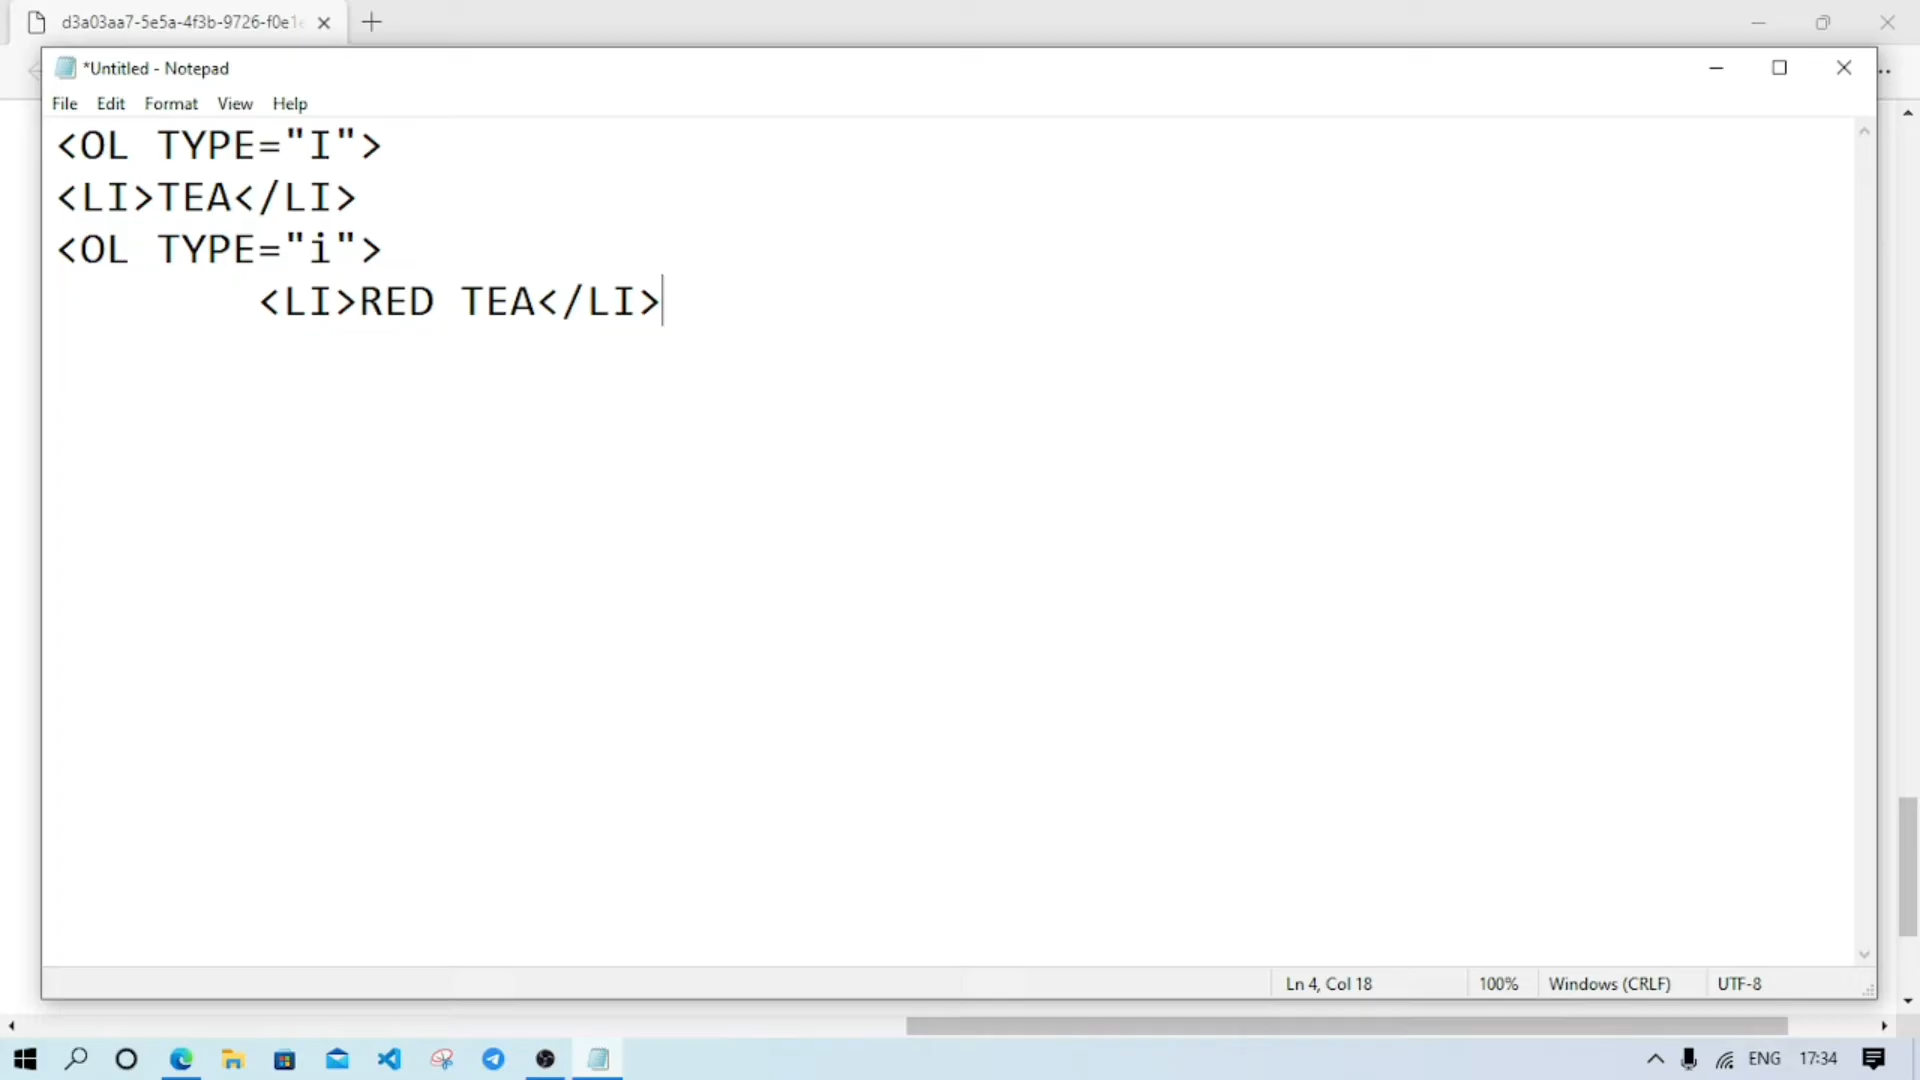 d3a03aa7-5e5a-4f3b-9726-f0e1
*Untitled - Notepad
File Edit Format View Help
<OL TYPE="I">
<LI>TEA</LI>
<OL TYPE="i">
<LI>RED TEA</LI>
Ln 4, Col 18 100% Windows (CRLF) UTF-8
ENG 17:34